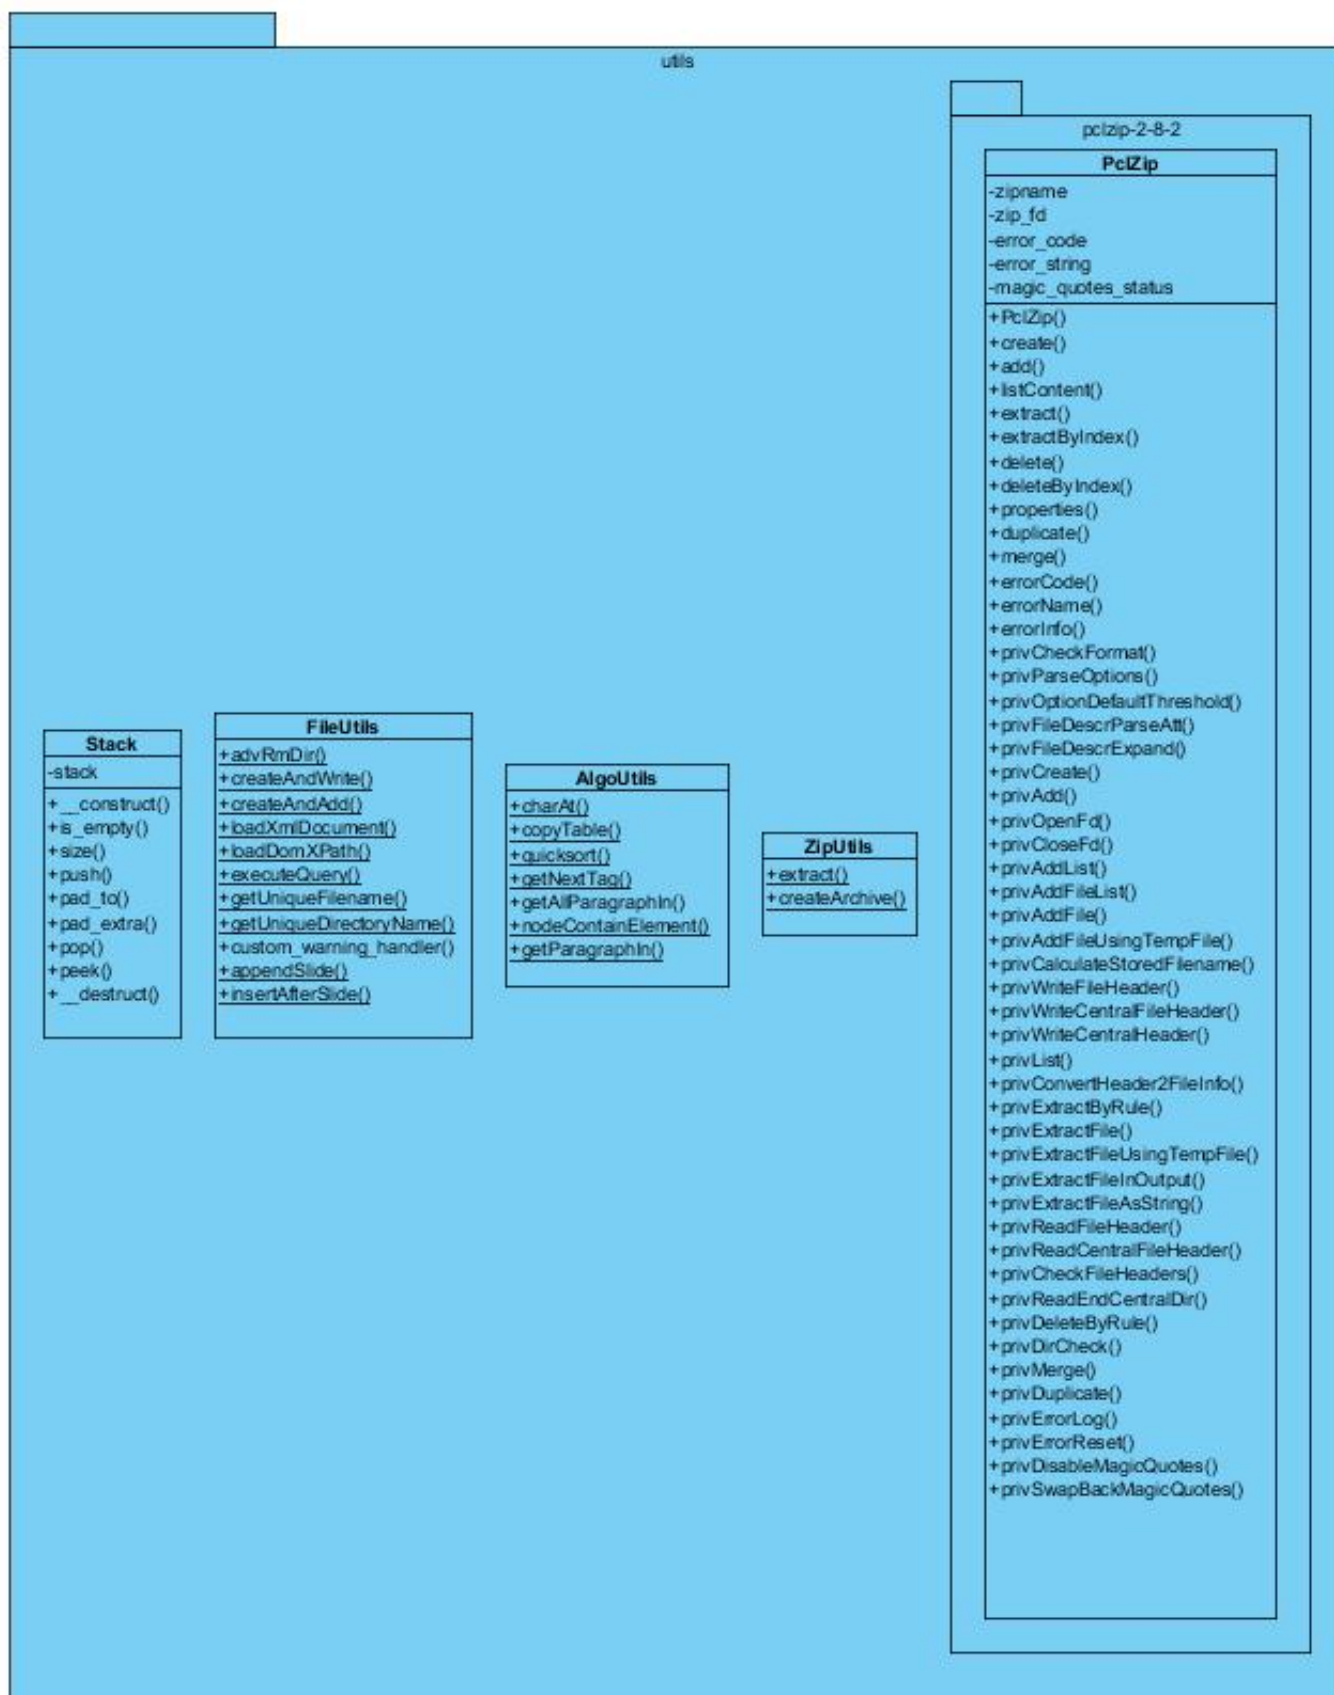 utils
pclzip-2-8-2
PclZip
-zipname
-zip_fd
-error_code
-error_string
-magic_quotes_status
+PclZip()
+create()
+add()
+listContent()
+extract()
+extractByIndex()
+delete()
+deleteByIndex()
+properties()
+duplicate()
+merge()
+errorCode()
+errorName()
+errorInfo()
+privCheckFormat()
+privParseOptions()
+privOptionDefaultThreshold()
+privFileDescrParseAtt()
+privFileDescrExpand()
+privCreate()
+privAdd()
+privOpenFd()
+privCloseFd()
+privAddList()
+privAddFileList()
+privAddFile()
+privAddFileUsingTempFile()
+privCalculateStoredFilename()
+privWriteFileHeader()
+privWriteCentralFileHeader()
+privWriteCentralHeader()
+privList()
+privConvertHeader2FileInfo()
+privExtractByRule()
+privExtractFile()
+privExtractFileUsingTempFile()
+privExtractFileInOutput()
+privExtractFileAsString()
+privReadFileHeader()
+privReadCentralFileHeader()
+privCheckFileHeaders()
+privReadEndCentralDir()
+privDeleteByRule()
+privDirCheck()
+privMerge()
+privDuplicate()
+privErrorLog()
+privErrorReset()
+privDisableMagicQuotes()
+privSwapBackMagicQuotes()
Stack
-stack
+__construct()
+is_empty()
+size()
+push()
+pad_to()
+pad_extra()
+pop()
+peek()
+__destruct()
FileUtils
+advRmDir()
+createAndWrite()
+createAndAdd()
+loadXmlDocument()
+loadDomXPath()
+executeQuery()
+getUniqueFilename()
+getUniqueDirectoryName()
+custom_warning_handler()
+appendSlide()
+insertAfterSlide()
AlgoUtils
+charAt()
+copyTable()
+quicksort()
+getNextTag()
+getAllParagraphIn()
+nodeContainElement()
+getParagraphIn()
ZipUtils
+extract()
+createArchive()